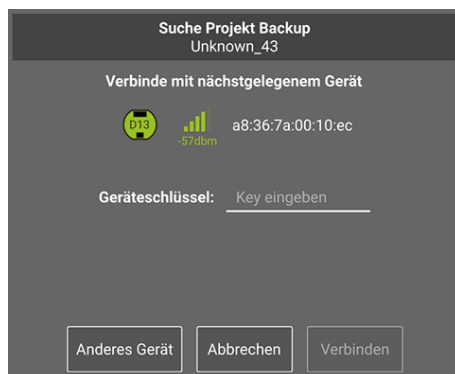 Suche Projekt Backup
Unknown_43
Verbinde mit nächstgelegenem Gerät
D13
-57dbm
a8:36:7a:00:10:ec
Geräteschlüssel: Key eingeben
Anderes Gerät Abbrechen Verbinden